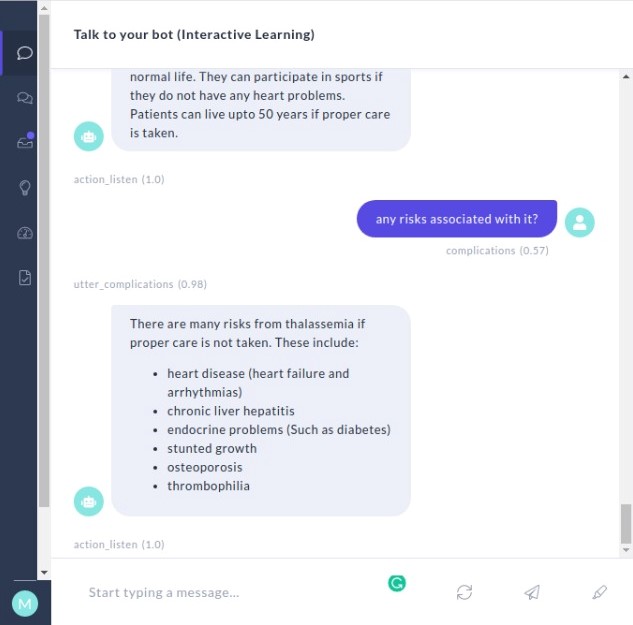 Talk to your bot (Interactive Learning)
normal life. They can participate in sports if
they do not have any heart problems.
Patients can live upto 50 years if proper care
is taken.
action_listen (1.0)
any risks associated with it?
complications (0.57)
utter_complications (0.98)
There are many risks from thalassemia if
proper care is not taken. These include:
• heart disease (heart failure and
arrhythmias)
• chronic liver hepatitis
• endocrine problems (Such as diabetes)
• stunted growth
• osteoporosis
• thrombophilia
action_listen (1.0)
Start typing a message...
M